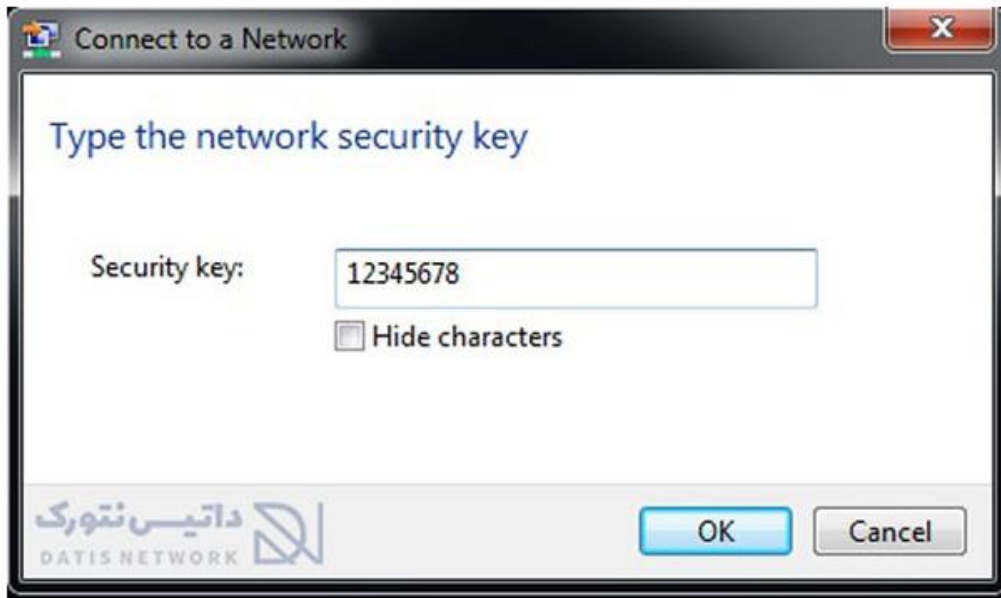 Connect to a Network
Type the network security key
Security key: 12345678
Hide characters
داتیس نتورک
DATIS NETWORK
OK Cancel